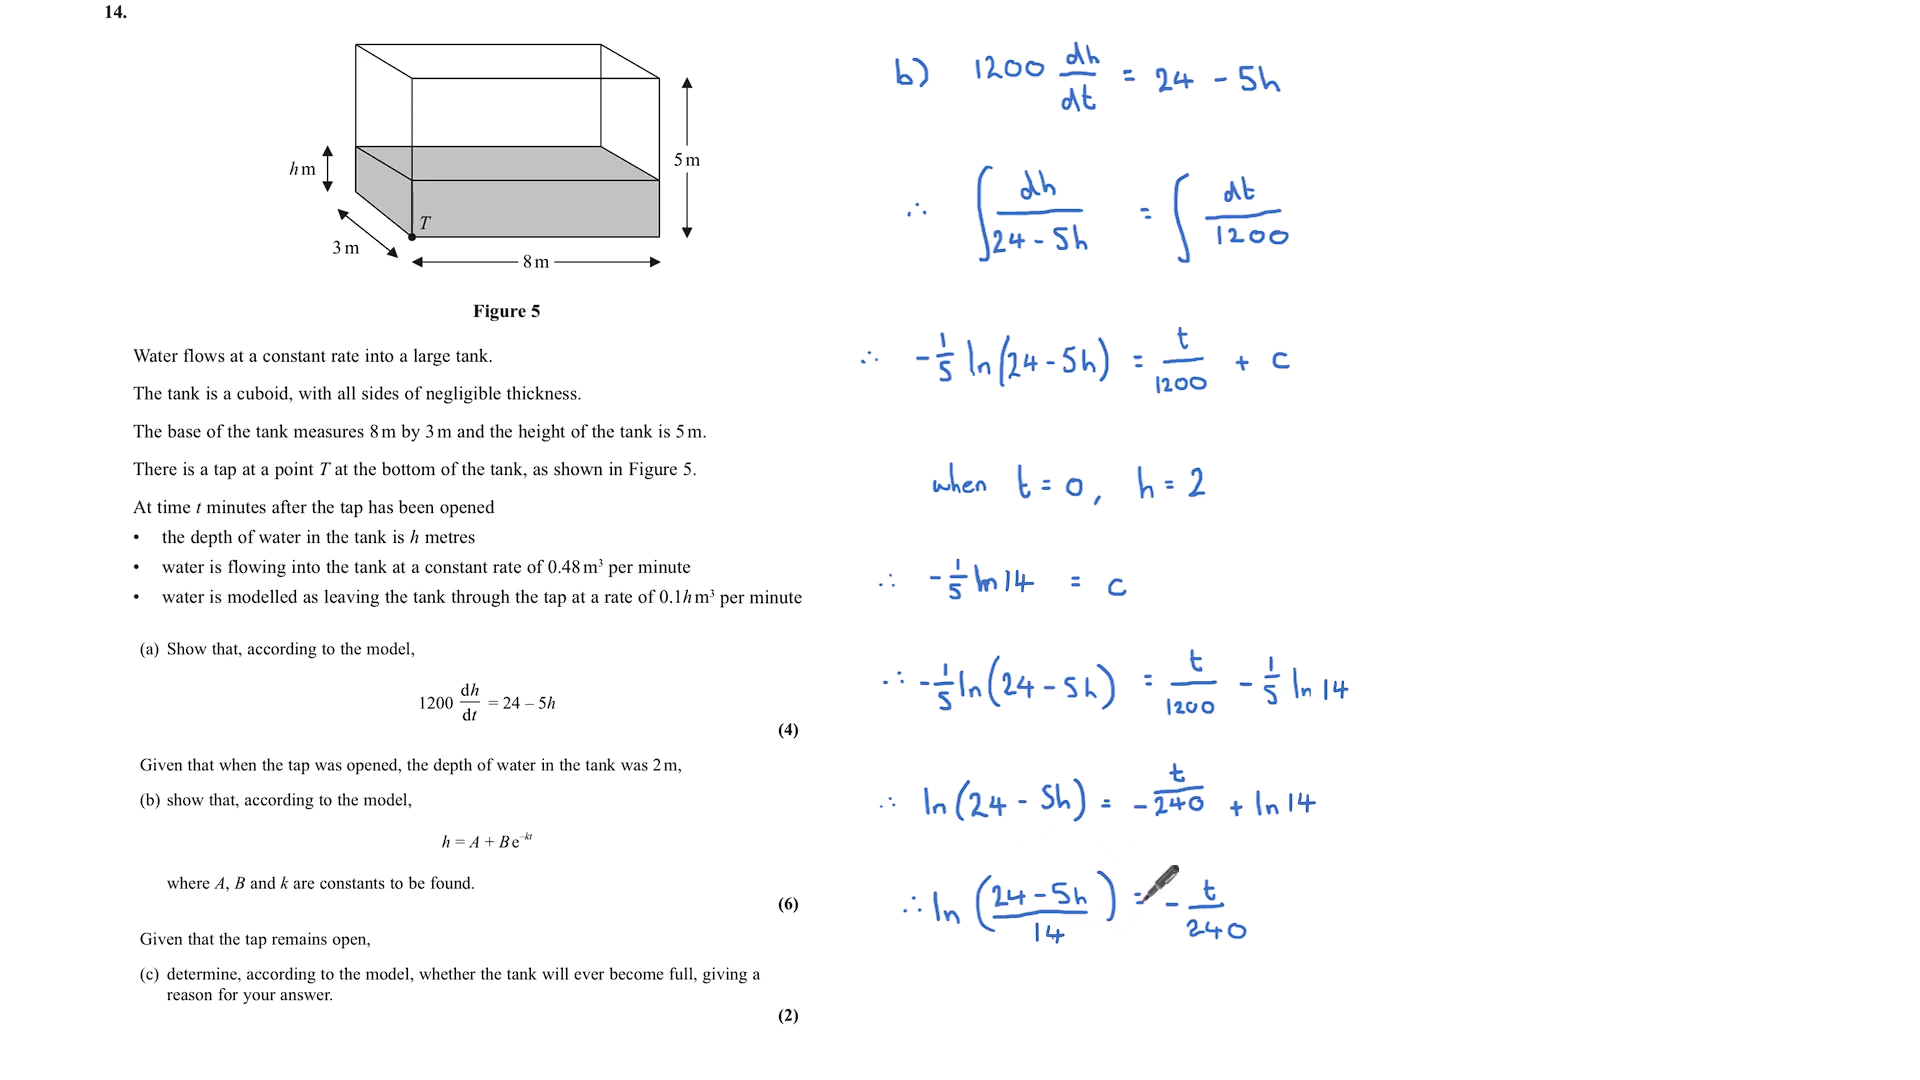 14.
h m
5 m
T
3 m
8 m
Figure 5
Water flows at a constant rate into a large tank.
The tank is a cuboid, with all sides of negligible thickness.
The base of the tank measures 8 m by 3 m and the height of the tank is 5 m.
There is a tap at a point T at the bottom of the tank, as shown in Figure 5.
At time t minutes after the tap has been opened
• the depth of water in the tank is h metres
• water is flowing into the tank at a constant rate of 0.48 m³ per minute
• water is modelled as leaving the tank through the tap at a rate of 0.1h m³ per minute
(a) Show that, according to the model,
1200 dh/dt = 24 – 5h
(4)
Given that when the tap was opened, the depth of water in the tank was 2 m,
(b) show that, according to the model,
h = A + Be^–kt
where A, B and k are constants to be found.
(6)
Given that the tap remains open,
(c) determine, according to the model, whether the tank will ever become full, giving a
reason for your answer.
(2)
b) 1200 dh/dt = 24 - 5h
∴ ∫ dh/(24 - 5h) = ∫ dt/1200
∴ -1/5 ln(24 - 5h) = t/1200 + c
when t = 0, h = 2
∴ -1/5 ln 14 = c
∴ -1/5 ln(24 - 5h) = t/1200 - 1/5 ln 14
∴ ln(24 - 5h) = -t/240 + ln 14
∴ ln((24 - 5h)/14) = - t/240